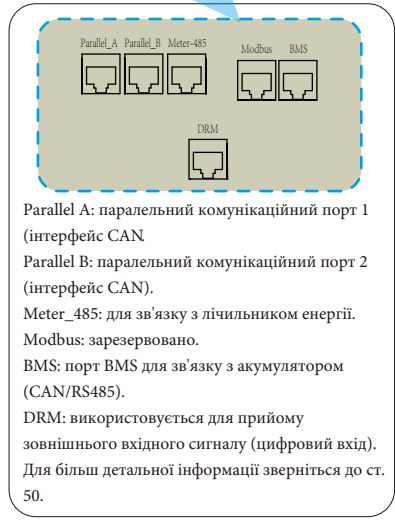 Parallel_A Parallel_B Meter-485 Modbus BMS
DRM
Parallel A: паралельний комунікаційний порт 1
(інтерфейс CAN.
Parallel B: паралельний комунікаційний порт 2
(інтерфейс CAN).
Meter_485: для зв'язку з лічильником енергії.
Modbus: зарезервовано.
BMS: порт BMS для зв'язку з акумулятором
(CAN/RS485).
DRM: використовується для прийому
зовнішнього вхідного сигналу (цифровий вхід).
Для більш детальної інформації зверніться до ст.
50.